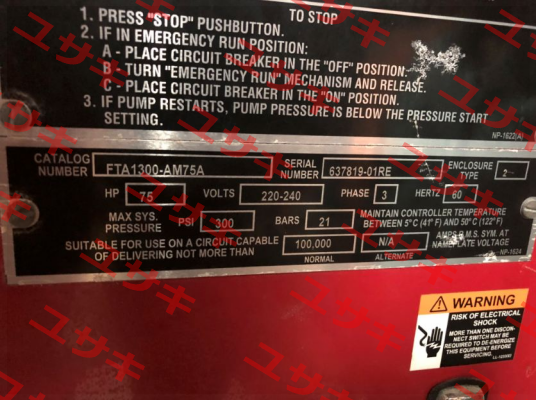 TO STOP
1. PRESS "STOP" PUSHBUTTON.
2. IF IN EMERGENCY RUN POSITION:
A - PLACE CIRCUIT BREAKER IN THE "OFF" POSITION.
B - TURN "EMERGENCY RUN" MECHANISM AND RELEASE.
C - PLACE CIRCUIT BREAKER IN THE "ON" POSITION.
3. IF PUMP RESTARTS, PUMP PRESSURE IS BELOW THE PRESSURE START
SETTING.
NP-1622(A)
CATALOG NUMBER FTA1300-AM75A SERIAL NUMBER 637819-01RE ENCLOSURE TYPE 2
HP 75 VOLTS 220-240 PHASE 3 HERTZ 60
MAX SYS. PRESSURE PSI 300 BARS 21 MAINTAIN CONTROLLER TEMPERATURE
BETWEEN 5°C (41°F) AND 50°C (122°F)
SUITABLE FOR USE ON A CIRCUIT CAPABLE
OF DELIVERING NOT MORE THAN 100,000 N/A AMPS R.M.S. SYM. AT
NAMEPLATE VOLTAGE
NORMAL ALTERNATE NP-1624
WARNING
RISK OF ELECTRICAL
SHOCK
MORE THAN ONE DISCON-
NECT SWITCH MAY BE
REQUIRED TO DE-ENERGIZE
THIS EQUIPMENT BEFORE
SERVICING.
ユサキ